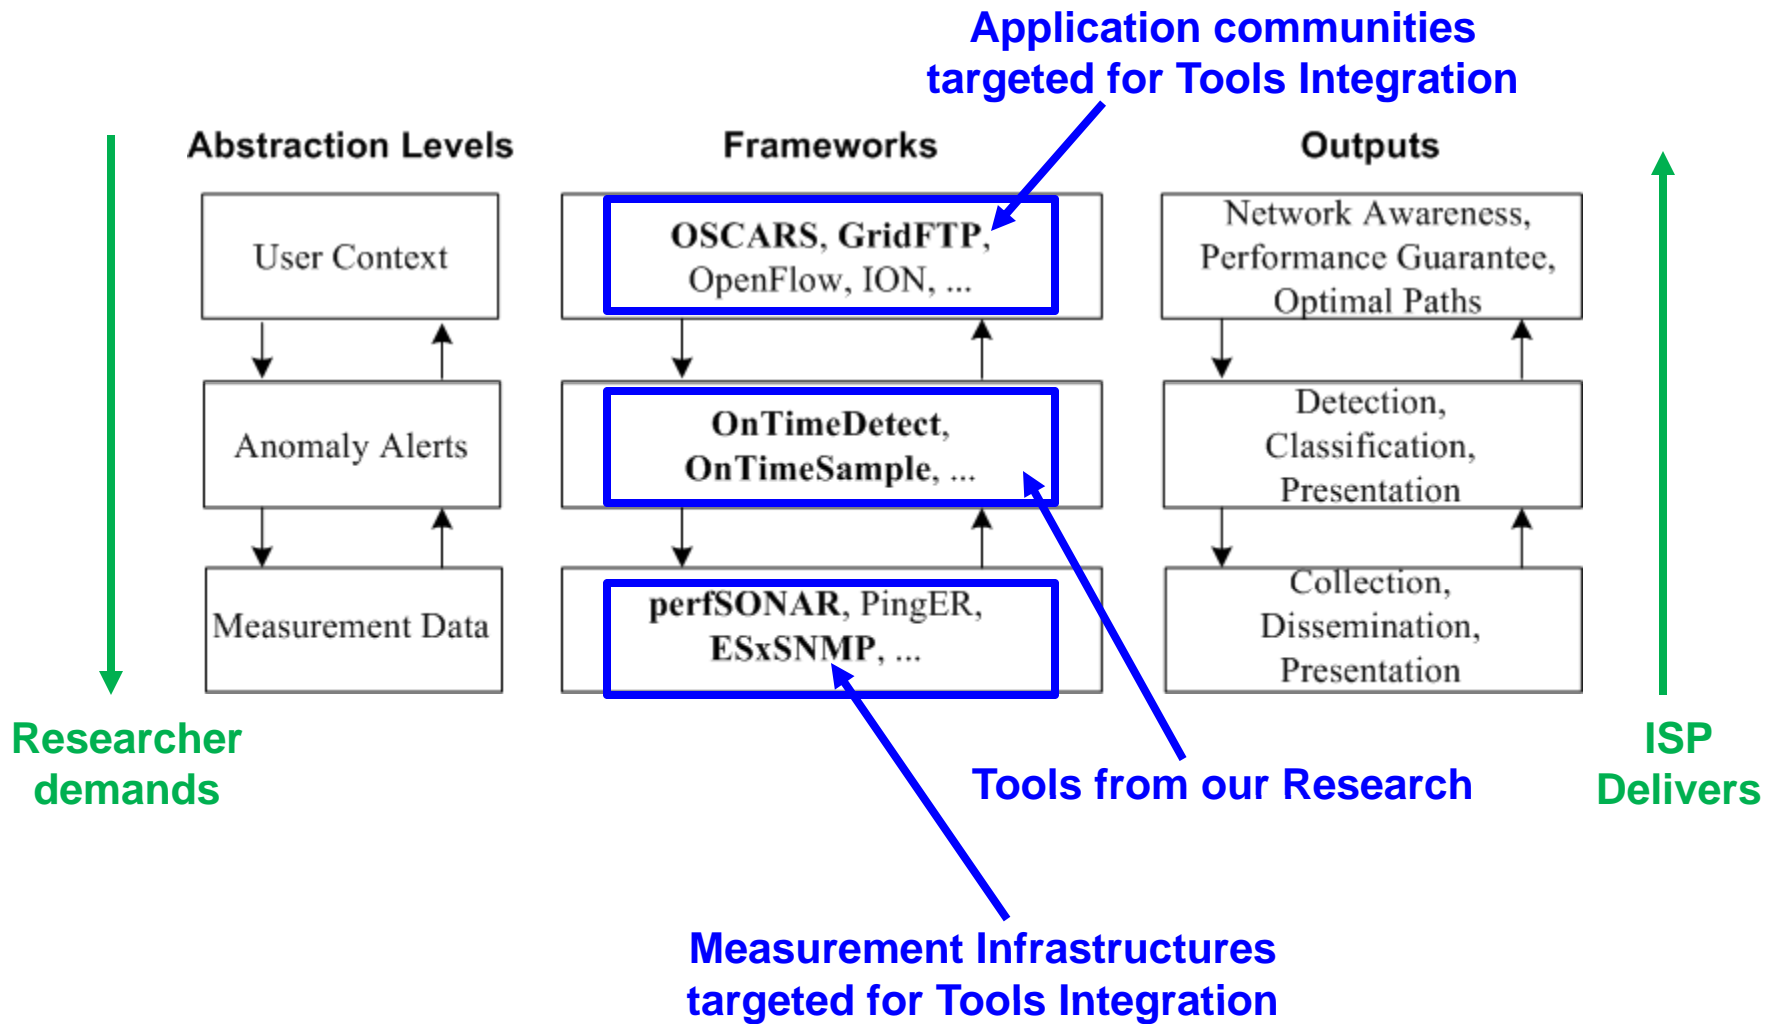 Application communities
targeted for Tools Integration
Abstraction Levels
Frameworks
Outputs
User Context
OSCARS, GridFTP,
OpenFlow, ION, ...
Network Awareness,
Performance Guarantee,
Optimal Paths
Anomaly Alerts
OnTimeDetect,
OnTimeSample, ...
Detection,
Classification,
Presentation
Measurement Data
perfSONAR, PingER,
ESxSNMP, ...
Collection,
Dissemination,
Presentation
Researcher
demands
Tools from our Research
ISP
Delivers
Measurement Infrastructures
targeted for Tools Integration